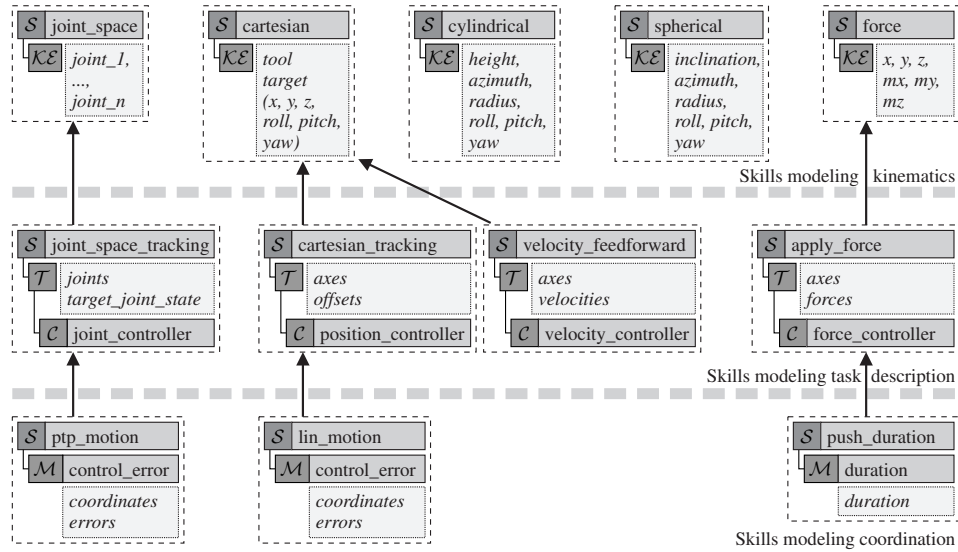 S joint_space
KE joint_1,
...,
joint_n
S cartesian
KE tool
target
(x, y, z,
roll, pitch,
yaw)
S cylindrical
KE height,
azimuth,
radius,
roll, pitch,
yaw
S spherical
KE inclination,
azimuth,
radius,
roll, pitch,
yaw
S force
KE x, y, z,
mx, my,
mz
Skills modeling kinematics
S joint_space_tracking
T joints
target_joint_state
C joint_controller
S cartesian_tracking
T axes
offsets
C position_controller
S velocity_feedforward
T axes
velocities
C velocity_controller
S apply_force
T axes
forces
C force_controller
Skills modeling task description
S ptp_motion
M control_error
coordinates
errors
S lin_motion
M control_error
coordinates
errors
S push_duration
M duration
duration
Skills modeling coordination